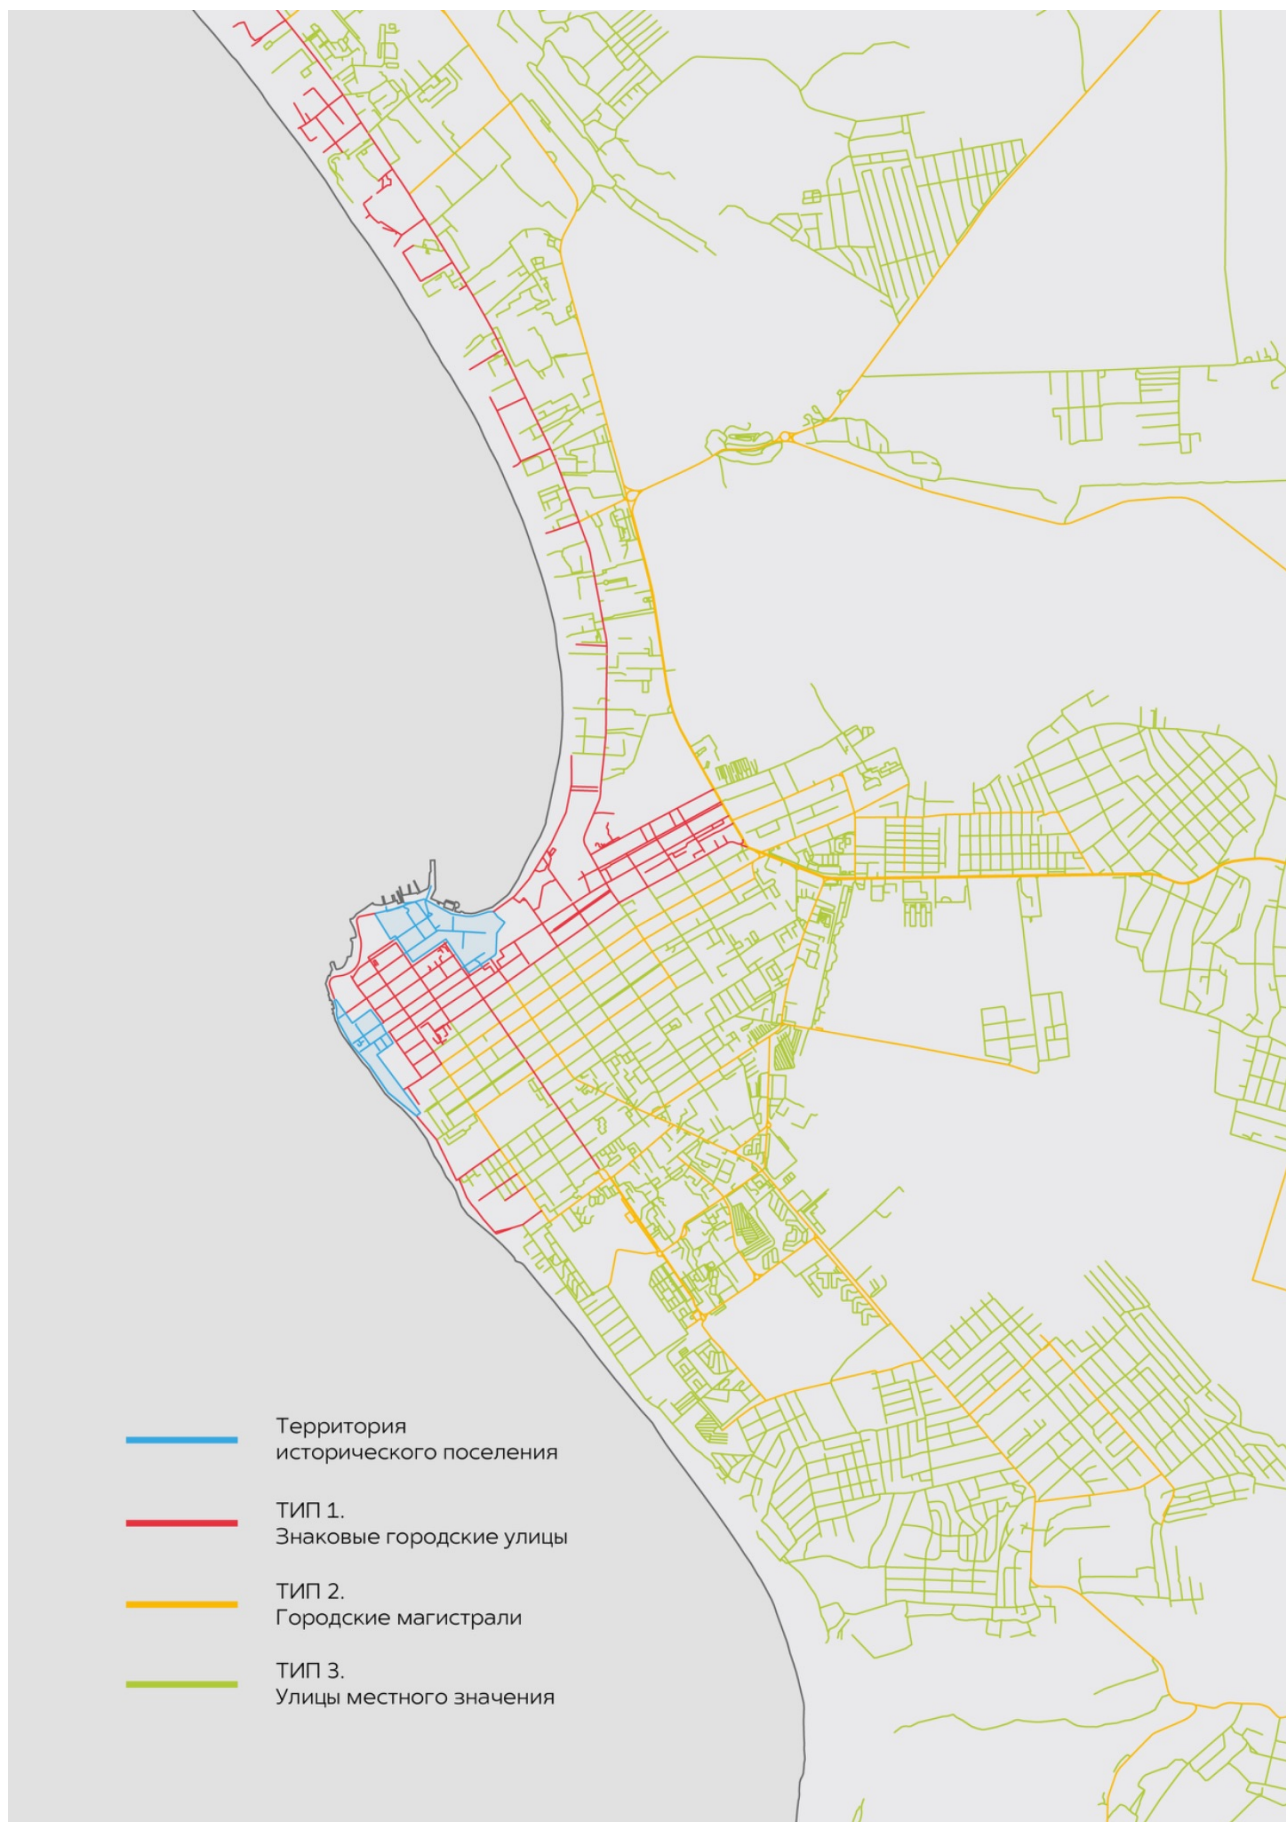 Территория
исторического поселения
ТИП 1.
Знаковые городские улицы
ТИП 2.
Городские магистрали
ТИП 3.
Улицы местного значения